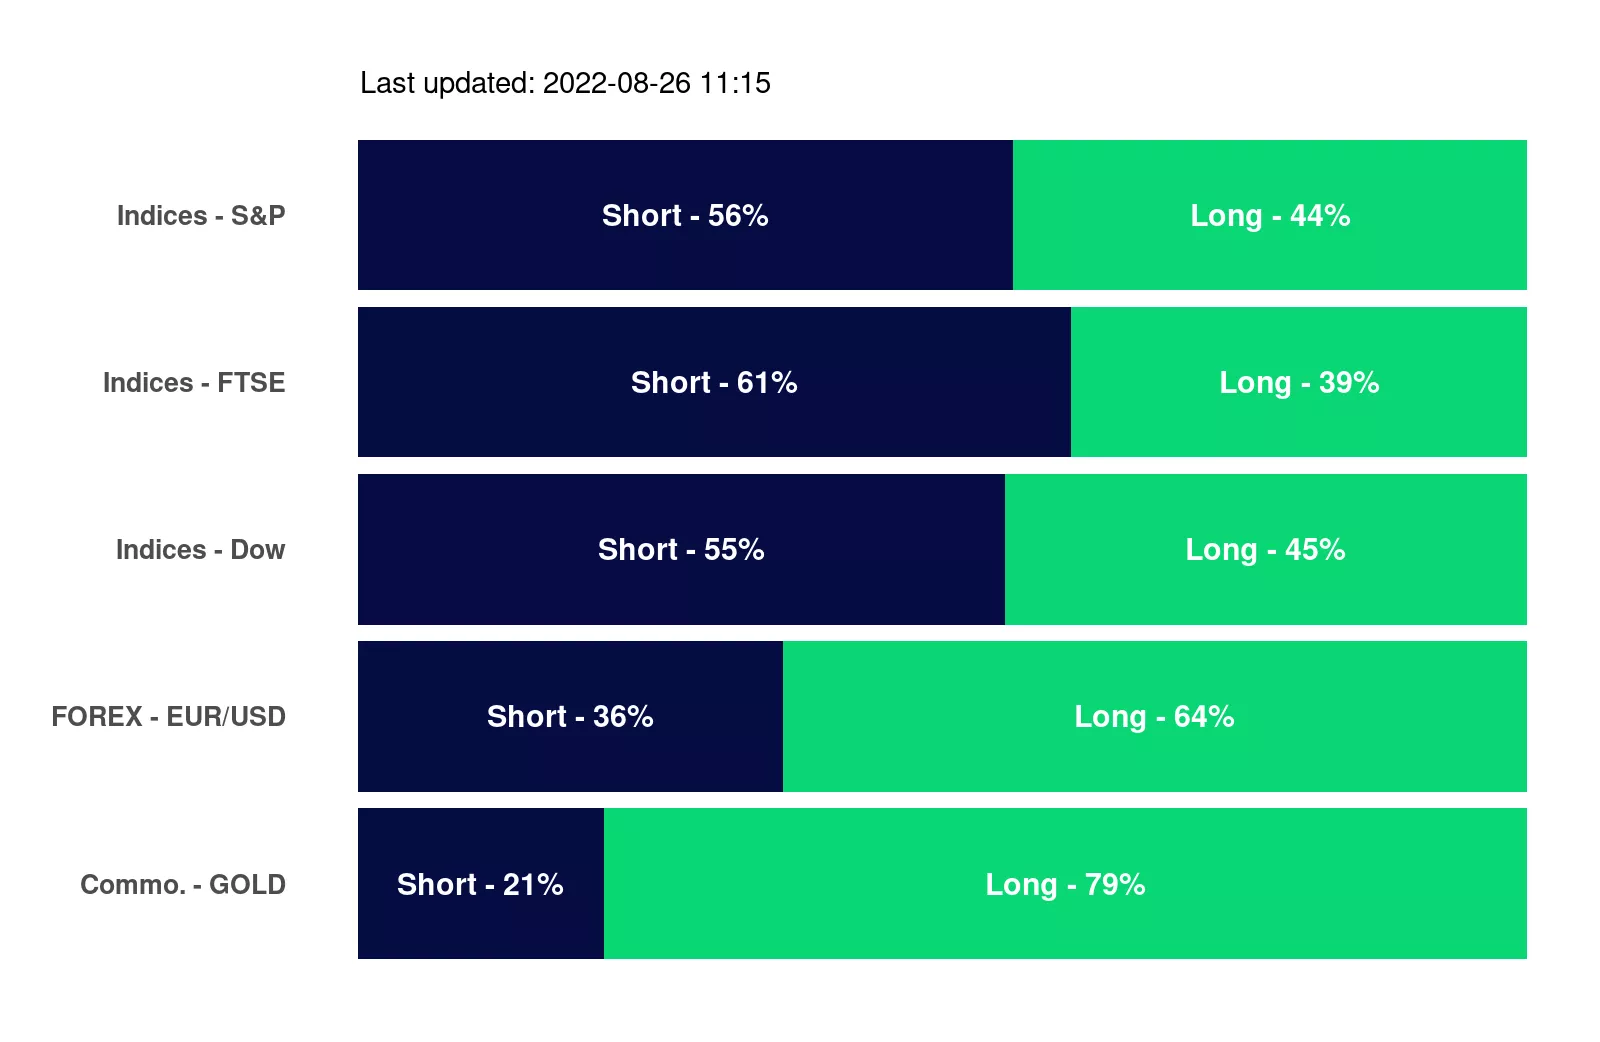 Last updated: 2022-08-26 11:15
Indices - S&P Short - 56% Long - 44%
Indices - FTSE Short - 61% Long - 39%
Indices - Dow Short - 55% Long - 45%
FOREX - EUR/USD Short - 36% Long - 64%
Commo. - GOLD Short - 21% Long - 79%